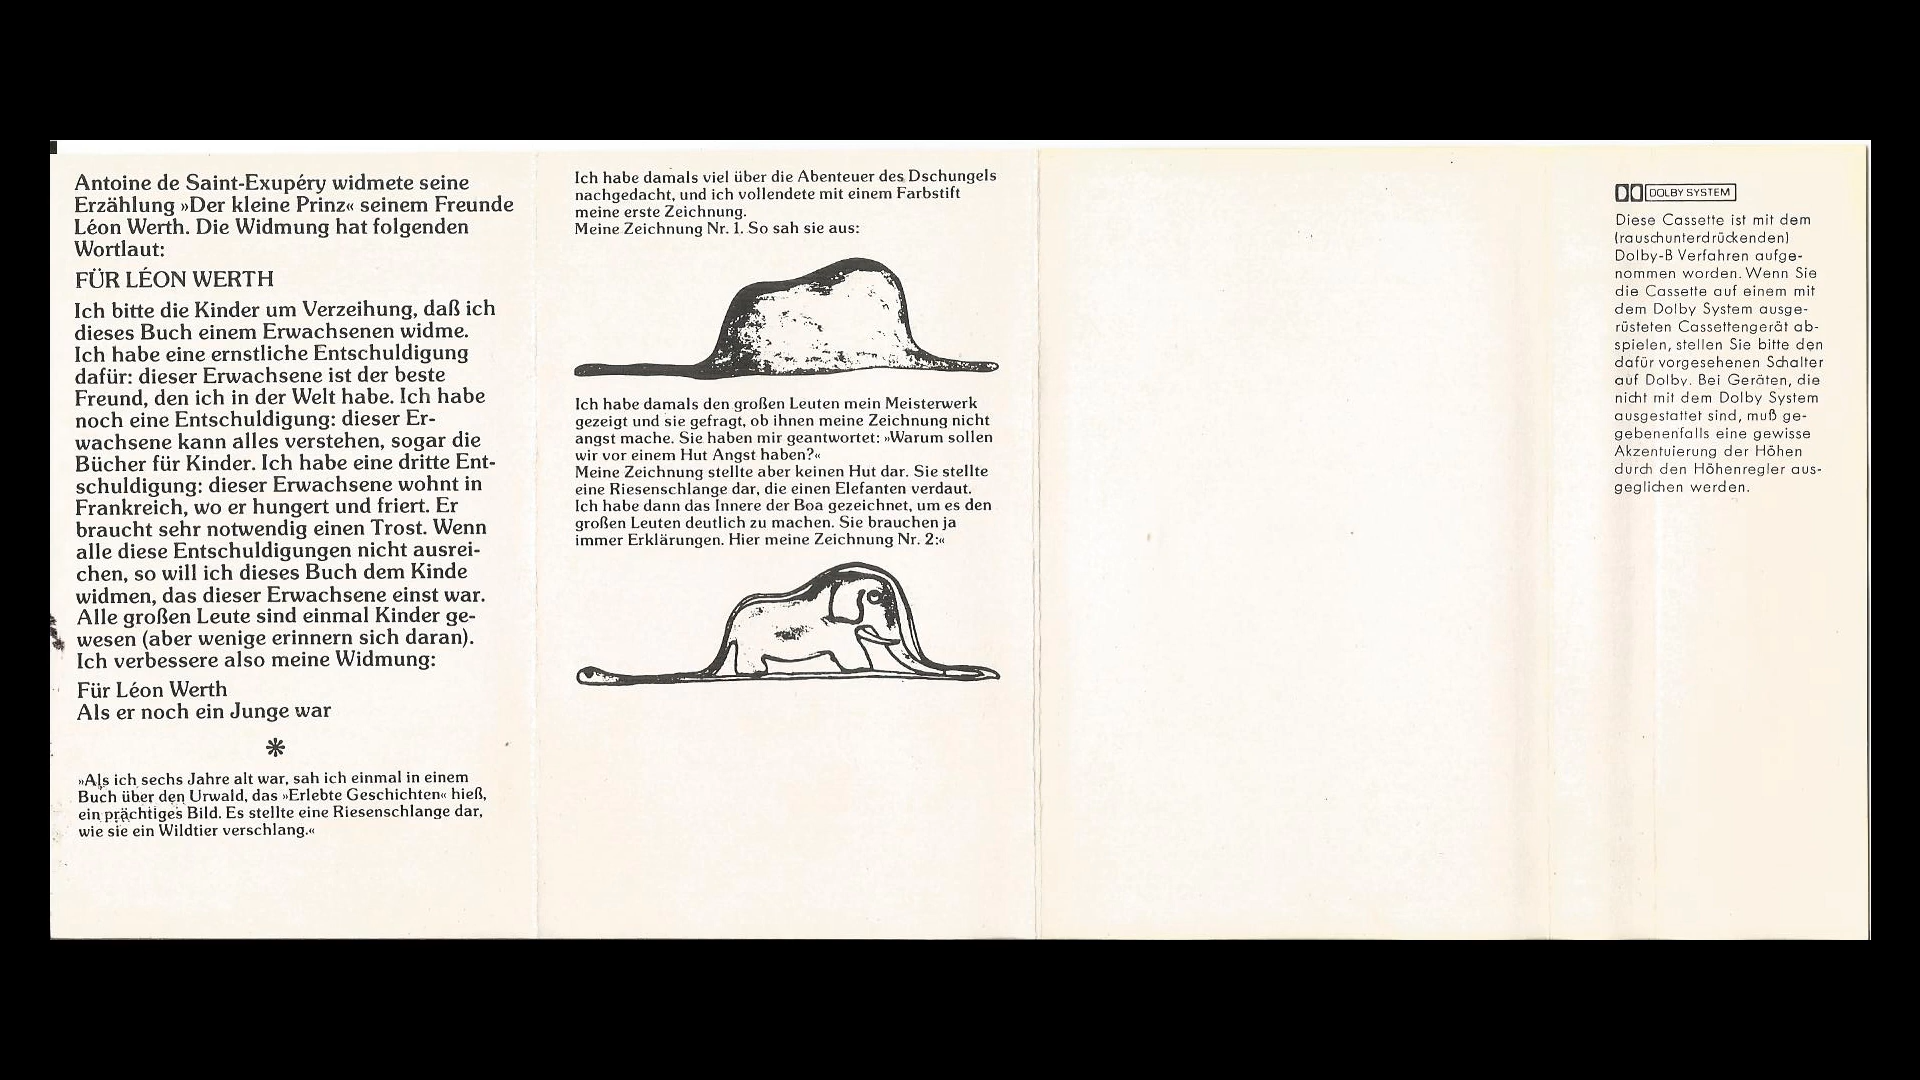 Antoine de Saint-Exupéry widmete seine
Erzählung »Der kleine Prinz« seinem Freunde
Léon Werth. Die Widmung hat folgenden
Wortlaut:
FÜR LÉON WERTH
Ich bitte die Kinder um Verzeihung, daß ich
dieses Buch einem Erwachsenen widme.
Ich habe eine ernstliche Entschuldigung
dafür: dieser Erwachsene ist der beste
Freund, den ich in der Welt habe. Ich habe
noch eine Entschuldigung: dieser Er-
wachsene kann alles verstehen, sogar die
Bücher für Kinder. Ich habe eine dritte Ent-
schuldigung: dieser Erwachsene wohnt in
Frankreich, wo er hungert und friert. Er
braucht sehr notwendig einen Trost. Wenn
alle diese Entschuldigungen nicht ausrei-
chen, so will ich dieses Buch dem Kinde
widmen, das dieser Erwachsene einst war.
Alle großen Leute sind einmal Kinder ge-
wesen (aber wenige erinnern sich daran).
Ich verbessere also meine Widmung:
Für Léon Werth
Als er noch ein Junge war
»Als ich sechs Jahre alt war, sah ich einmal in einem
Buch über den Urwald, das »Erlebte Geschichten« hieß,
ein prächtiges Bild. Es stellte eine Riesenschlange dar,
wie sie ein Wildtier verschlang.«
Ich habe damals viel über die Abenteuer des Dschungels
nachgedacht, und ich vollendete mit einem Farbstift
meine erste Zeichnung.
Meine Zeichnung Nr. 1. So sah sie aus:
Ich habe damals den großen Leuten mein Meisterwerk
gezeigt und sie gefragt, ob ihnen meine Zeichnung nicht
angst mache. Sie haben mir geantwortet: »Warum sollen
wir vor einem Hut Angst haben?«
Meine Zeichnung stellte aber keinen Hut dar. Sie stellte
eine Riesenschlange dar, die einen Elefanten verdaut.
Ich habe dann das Innere der Boa gezeichnet, um es den
großen Leuten deutlich zu machen. Sie brauchen ja
immer Erklärungen. Hier meine Zeichnung Nr. 2:«
DOLBY SYSTEM
Diese Cassette ist mit dem
(rauschunterdrückenden)
Dolby-B Verfahren aufge-
nommen worden. Wenn Sie
die Cassette auf einem mit
dem Dolby System ausge-
rüsteten Cassettengerät ab-
spielen, stellen Sie bitte den
dafür vorgesehenen Schalter
auf Dolby. Bei Geräten, die
nicht mit dem Dolby System
ausgestattet sind, muß ge-
gebenenfalls eine gewisse
Akzentuierung der Höhen
durch den Höhenregler aus-
geglichen werden.